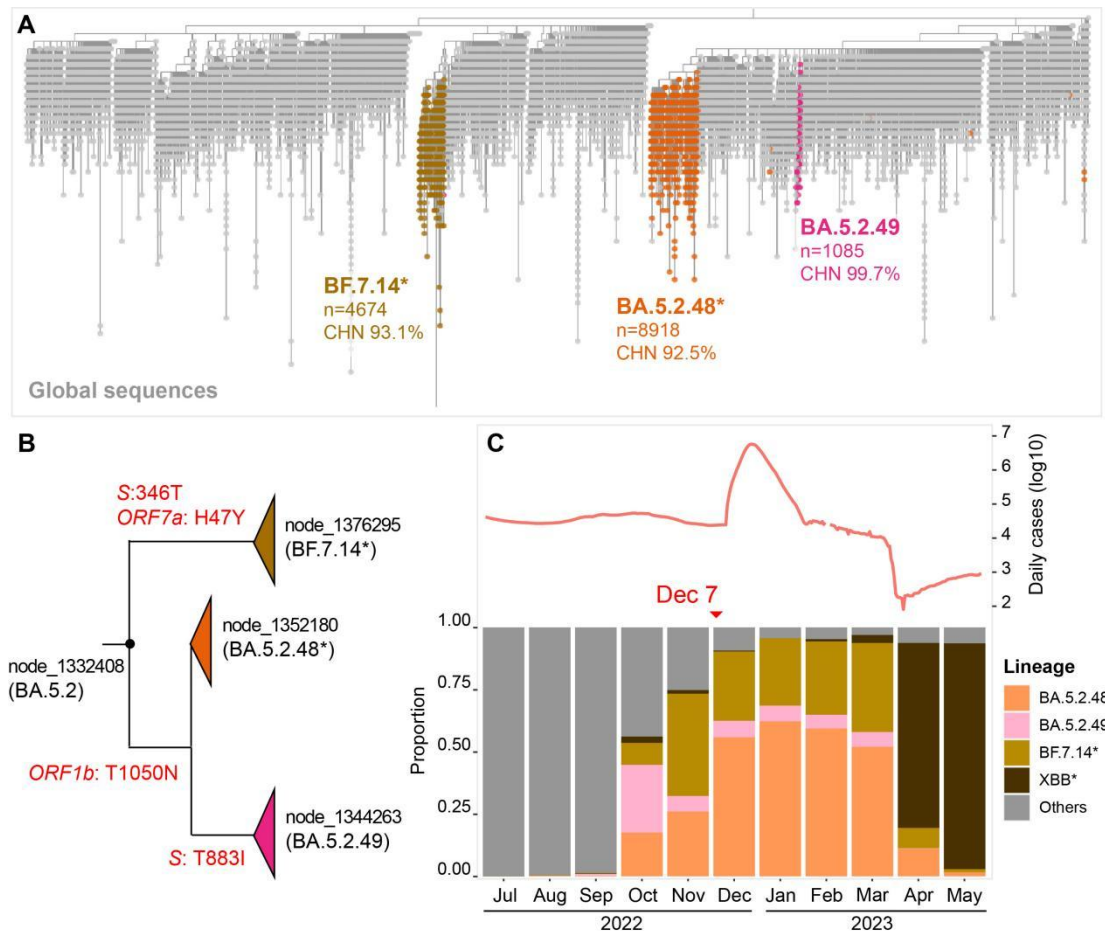 A
BF.7.14*
n=4674
CHN 93.1%
BA.5.2.48*
n=8918
CHN 92.5%
BA.5.2.49
n=1085
CHN 99.7%
Global sequences
B
S:346T
ORF7a: H47Y
node_1376295
(BF.7.14*)
node_1352180
(BA.5.2.48*)
node_1332408
(BA.5.2)
ORF1b: T1050N
node_1344263
(BA.5.2.49)
S: T883I
C
7
6
5
4
3
2
Daily cases (log10)
Dec 7
1.00
0.75
0.50
0.25
0.00
Proportion
Jul Aug Sep Oct Nov Dec Jan Feb Mar Apr May
2022 2023
Lineage
BA.5.2.48
BA.5.2.49
BF.7.14*
XBB*
Others